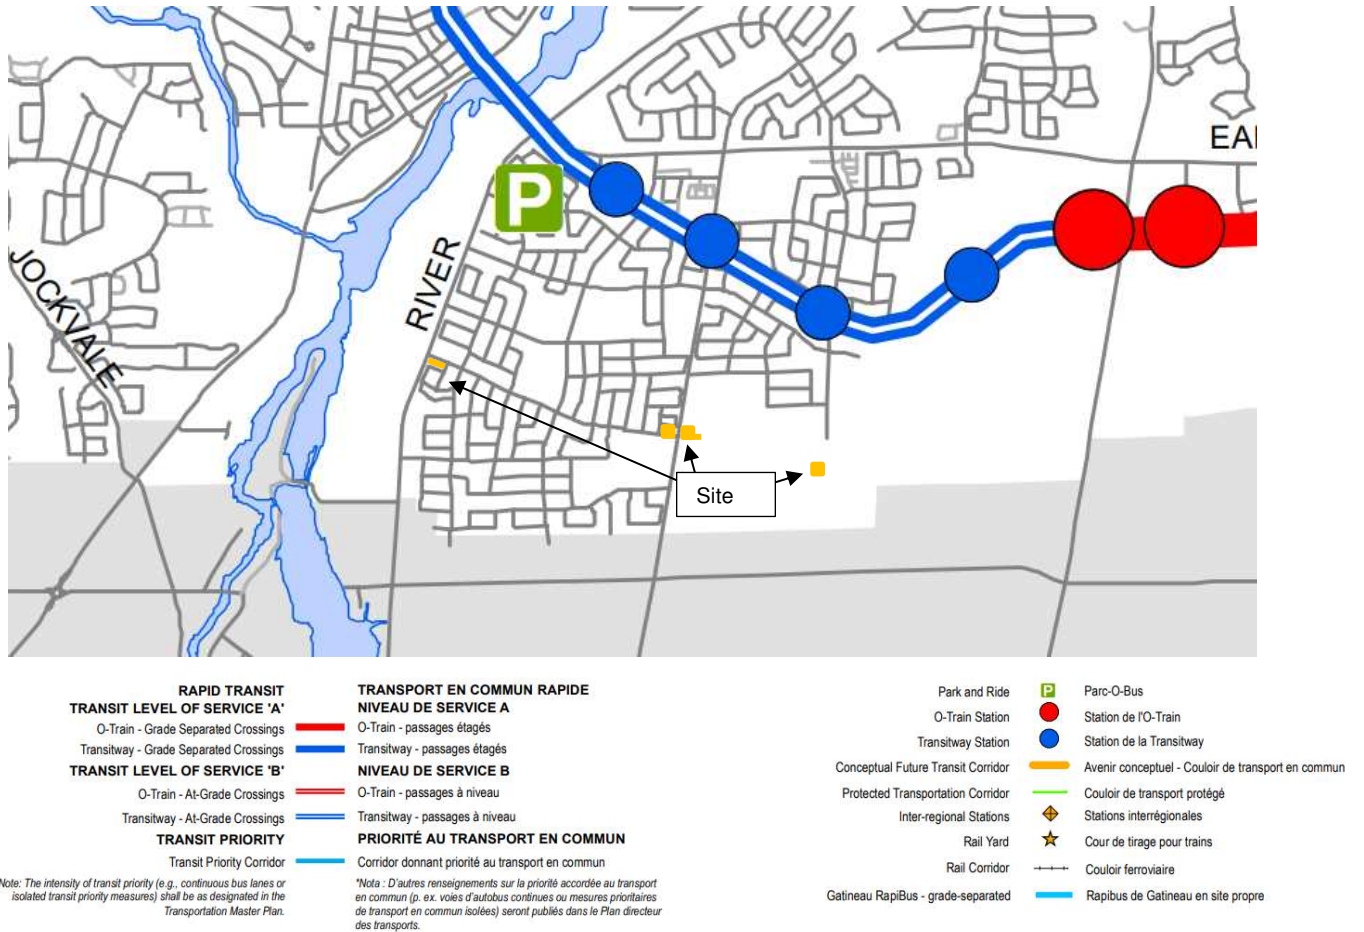 EA
P
RIVER
JOCKVALE
Site
RAPID TRANSIT
TRANSIT LEVEL OF SERVICE 'A'
O-Train - Grade Separated Crossings
Transitway - Grade Separated Crossings
TRANSIT LEVEL OF SERVICE 'B'
O-Train - At-Grade Crossings
Transitway - At-Grade Crossings
TRANSIT PRIORITY
Transit Priority Corridor
Note: The intensity of transit priority (e.g., continuous bus lanes or
isolated transit priority measures) shall be as designated in the
Transportation Master Plan.
TRANSPORT EN COMMUN RAPIDE
NIVEAU DE SERVICE A
O-Train - passages étagés
Transitway - passages étagés
NIVEAU DE SERVICE B
O-Train - passages à niveau
Transitway - passages à niveau
PRIORITÉ AU TRANSPORT EN COMMUN
Corridor donnant priorité au transport en commun
*Nota : D'autres renseignements sur la priorité accordée au transport
en commun (p. ex. voies d'autobus continues ou mesures prioritaires
de transport en commun isolées) seront publiés dans le Plan directeur
des transports.
Park and Ride P Parc-O-Bus
O-Train Station Station de l'O-Train
Transitway Station Station de la Transitway
Conceptual Future Transit Corridor Avenir conceptuel - Couloir de transport en commun
Protected Transportation Corridor Couloir de transport protégé
Inter-regional Stations Stations interrégionales
Rail Yard Cour de tirage pour trains
Rail Corridor Couloir ferroviaire
Gatineau RapiBus - grade-separated Rapibus de Gatineau en site propre